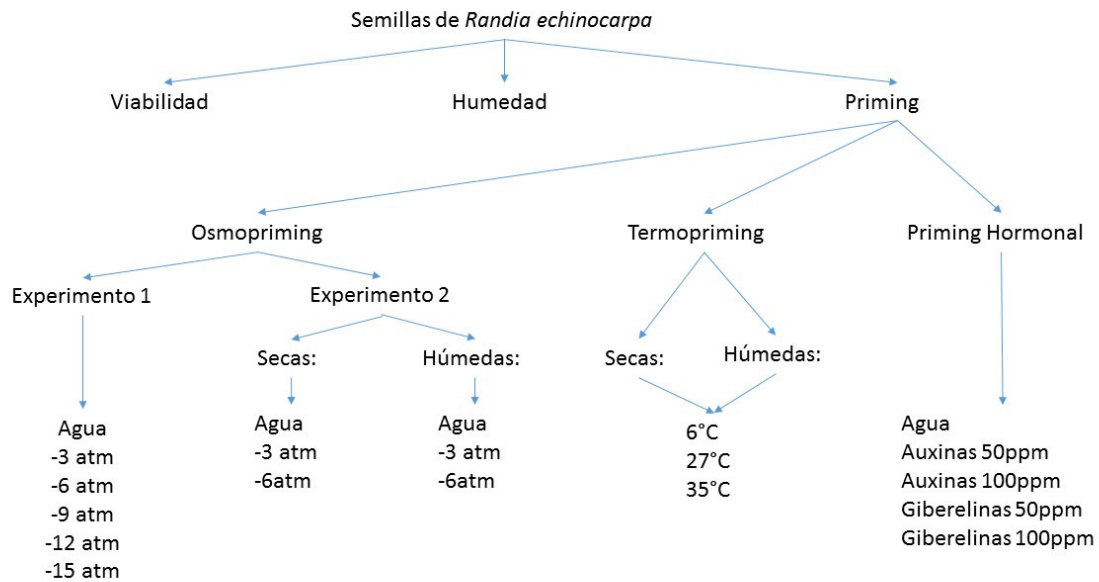 Semillas de Randia echinocarpa
Viabilidad
Humedad
Priming
Osmopriming
Termopriming
Priming Hormonal
Experimento 1
Experimento 2
Secas:
Húmedas:
Secas:
Húmedas:
Agua
-3 atm
-6 atm
-9 atm
-12 atm
-15 atm
Agua
-3 atm
-6atm
Agua
-3 atm
-6atm
6°C
27°C
35°C
Agua
Auxinas 50ppm
Auxinas 100ppm
Giberelinas 50ppm
Giberelinas 100ppm